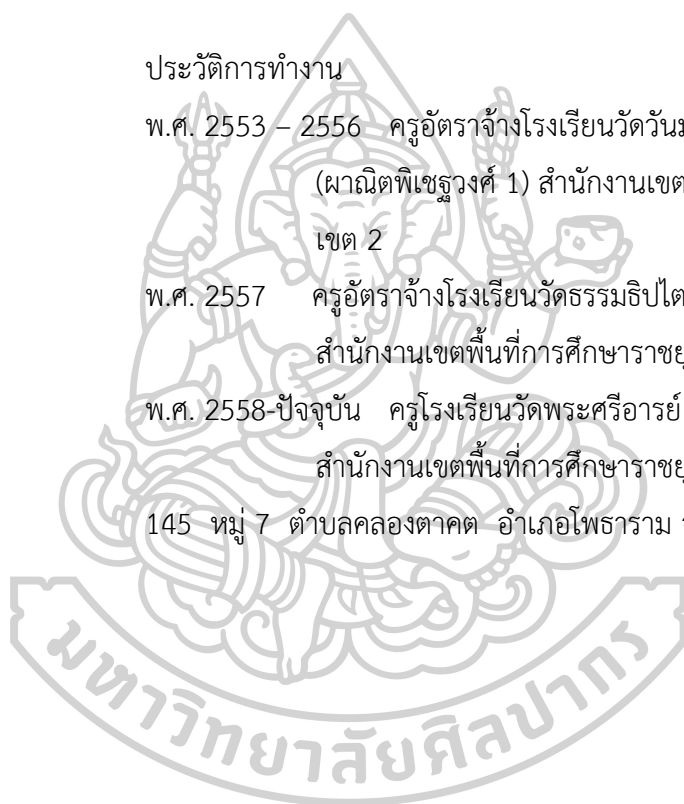 ประวัติการทำงาน
พ.ศ. 2553 – 2556 ครูอัตราจ้างโรงเรียนวัดวัน
(ผาณิตพิเชฐวงศ์ 1) สำนักงานเขต
เขต 2
พ.ศ. 2557 ครูอัตราจ้างโรงเรียนวัดธรรมธิปไต
สำนักงานเขตพื้นที่การศึกษาราชย
พ.ศ. 2558-ปัจจุบัน ครูโรงเรียนวัดพระศรีอารย์
สำนักงานเขตพื้นที่การศึกษาราชย
145 หมู่ 7 ตำบลคลองตาคต อำเภอโพธาราม
มหาวิทยาลัยศิลปากร